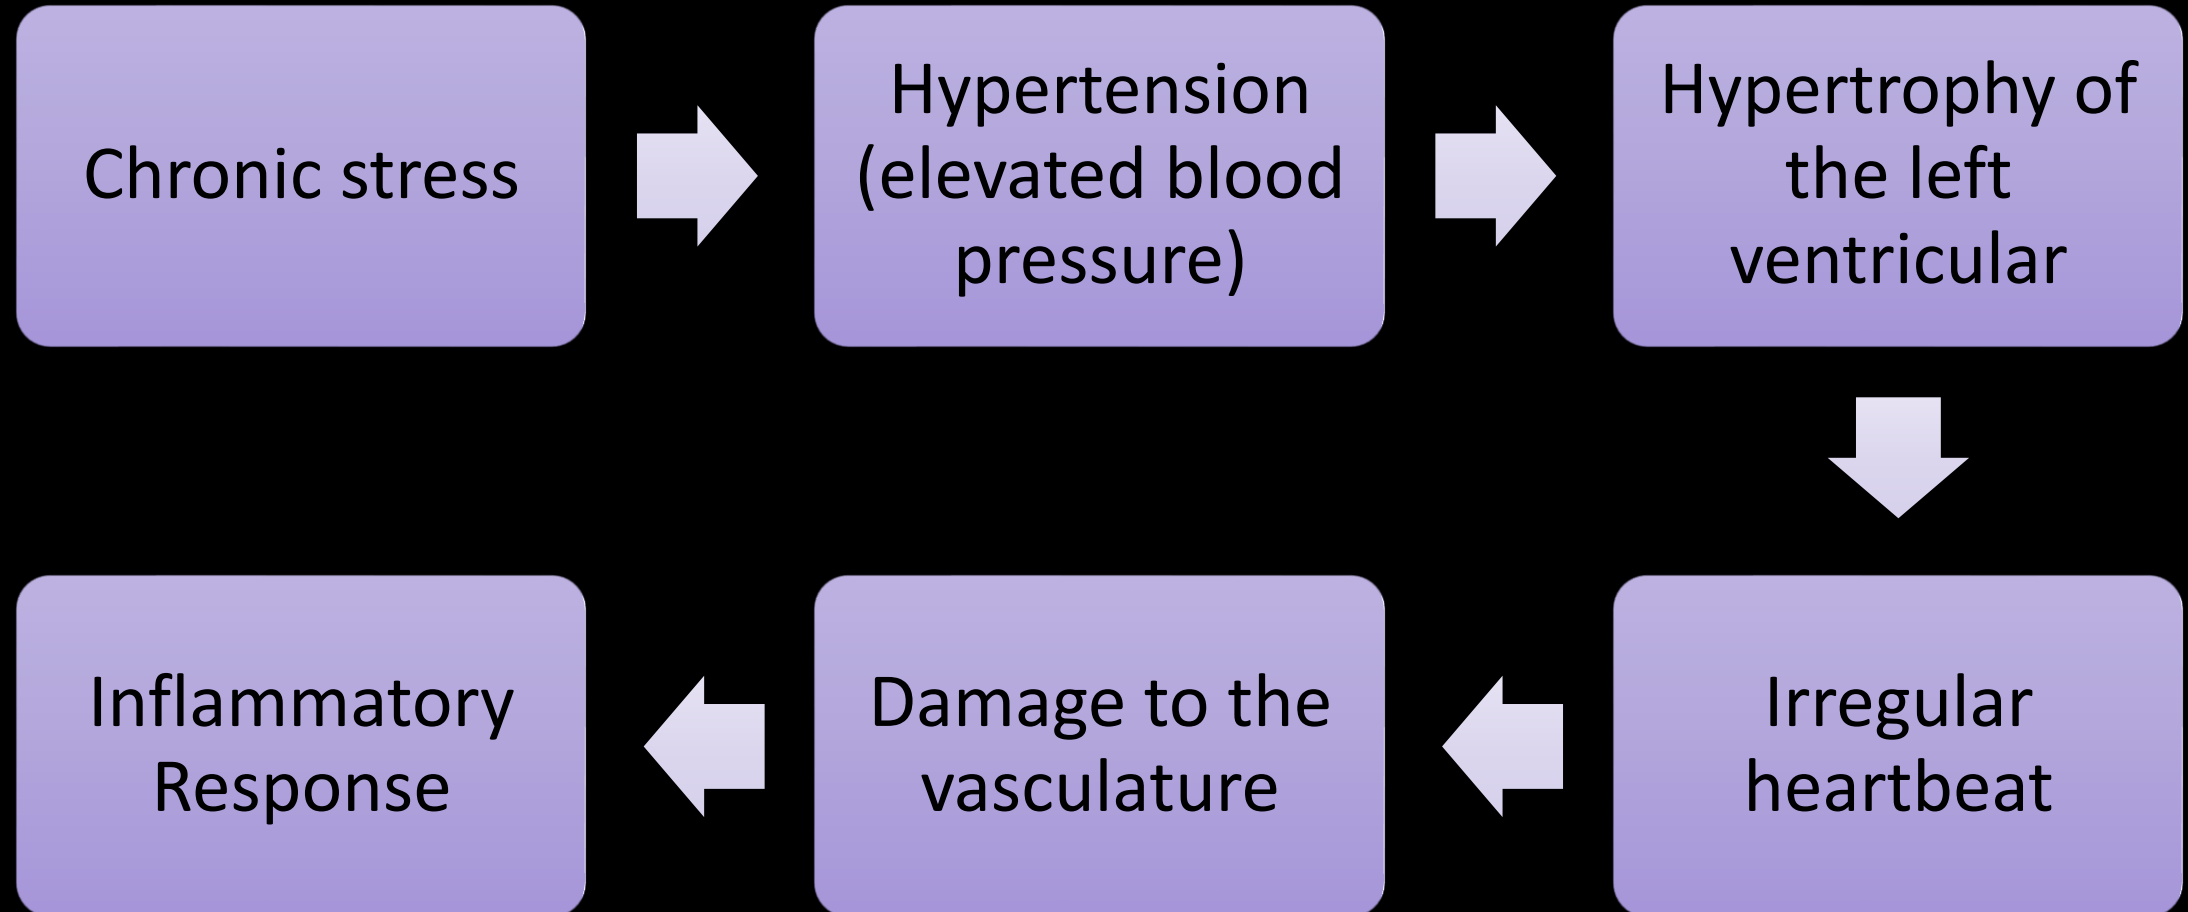 Chronic stress
Hypertension
(elevated blood
pressure)
Hypertrophy of
the left
ventricular
Irregular
heartbeat
Damage to the
vasculature
Inflammatory
Response